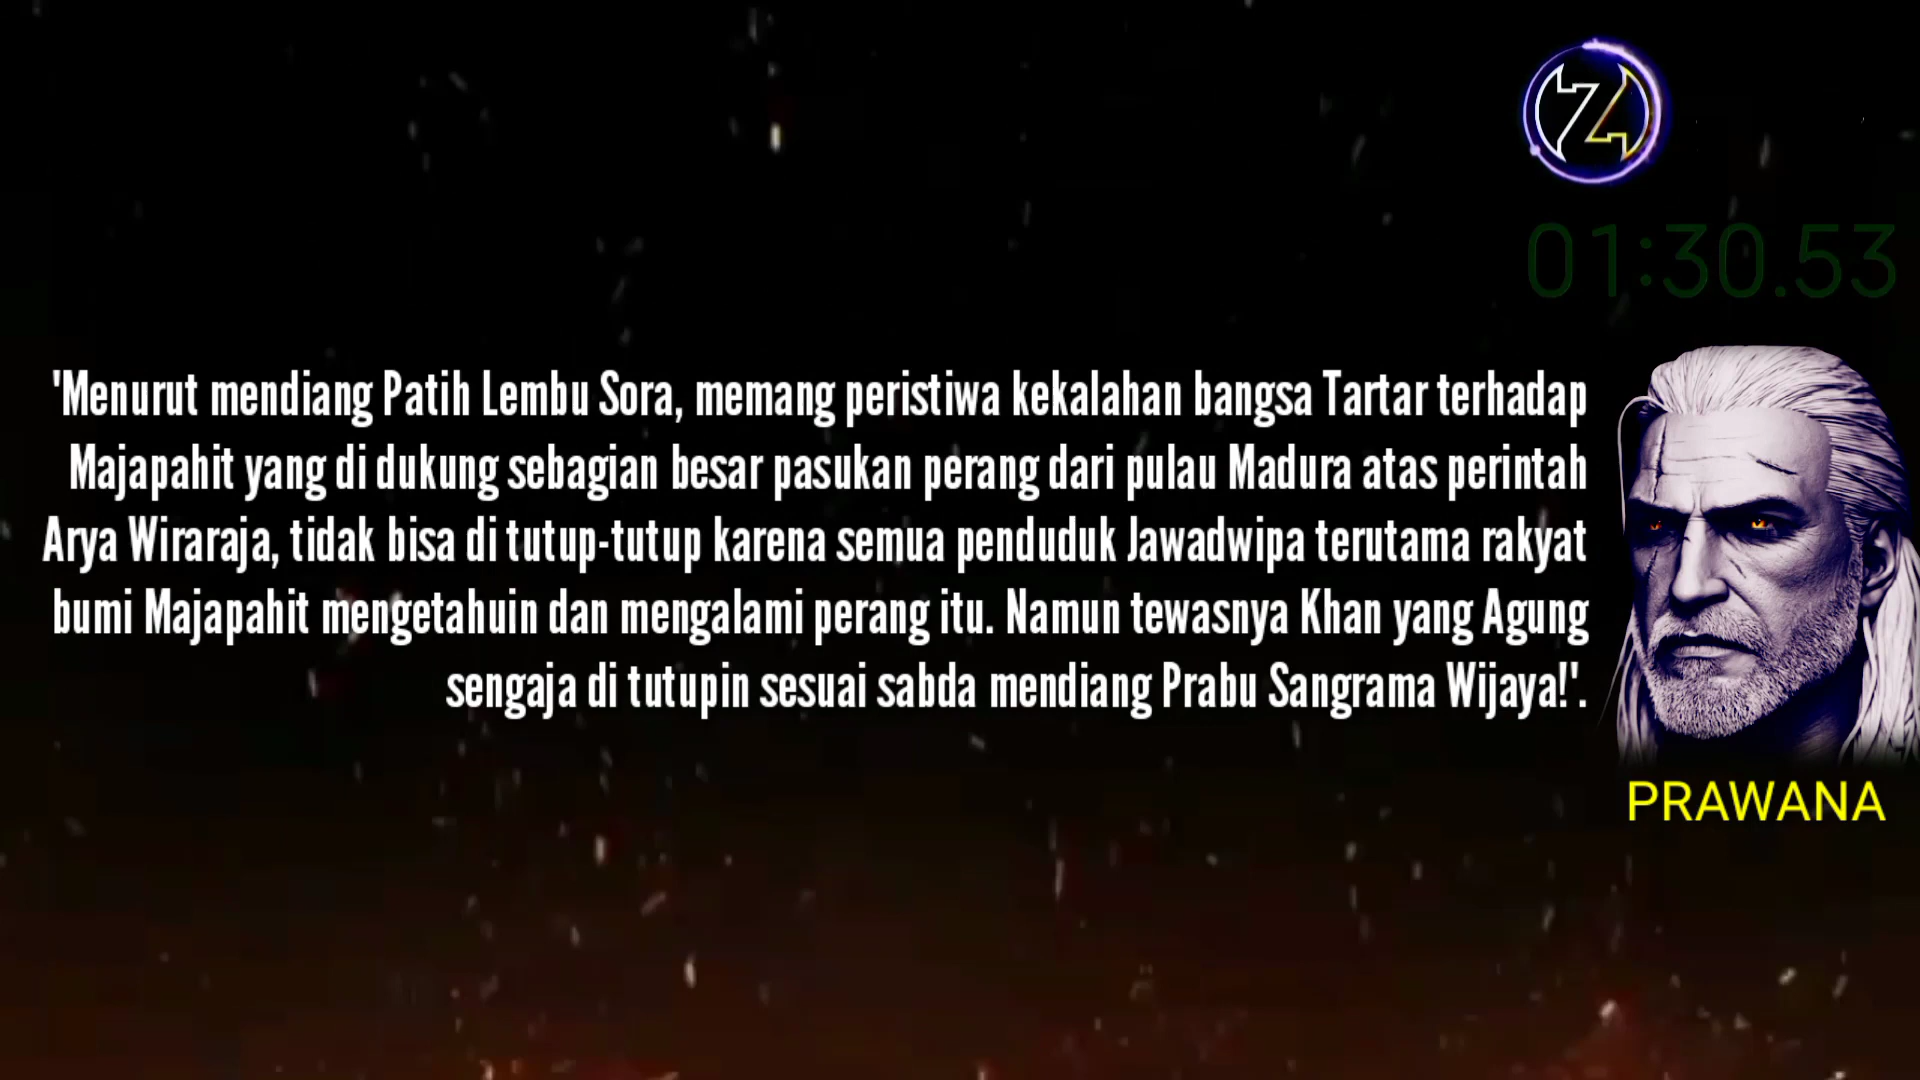 01:30.53
'Menurut mendiang Patih Lembu Sora, memang peristiwa kekalahan bangsa Tartar terhadap
Majapahit yang di dukung sebagian besar pasukan perang dari pulau Madura atas perintah
Arya Wiraraja, tidak bisa di tutup-tutup karena semua penduduk Jawadwipa terutama rakyat
bumi Majapahit mengetahuin dan mengalami perang itu. Namun tewasnya Khan yang Agung
sengaja di tutupin sesuai sabda mendiang Prabu Sangrama Wijaya!'.
PRAWANA